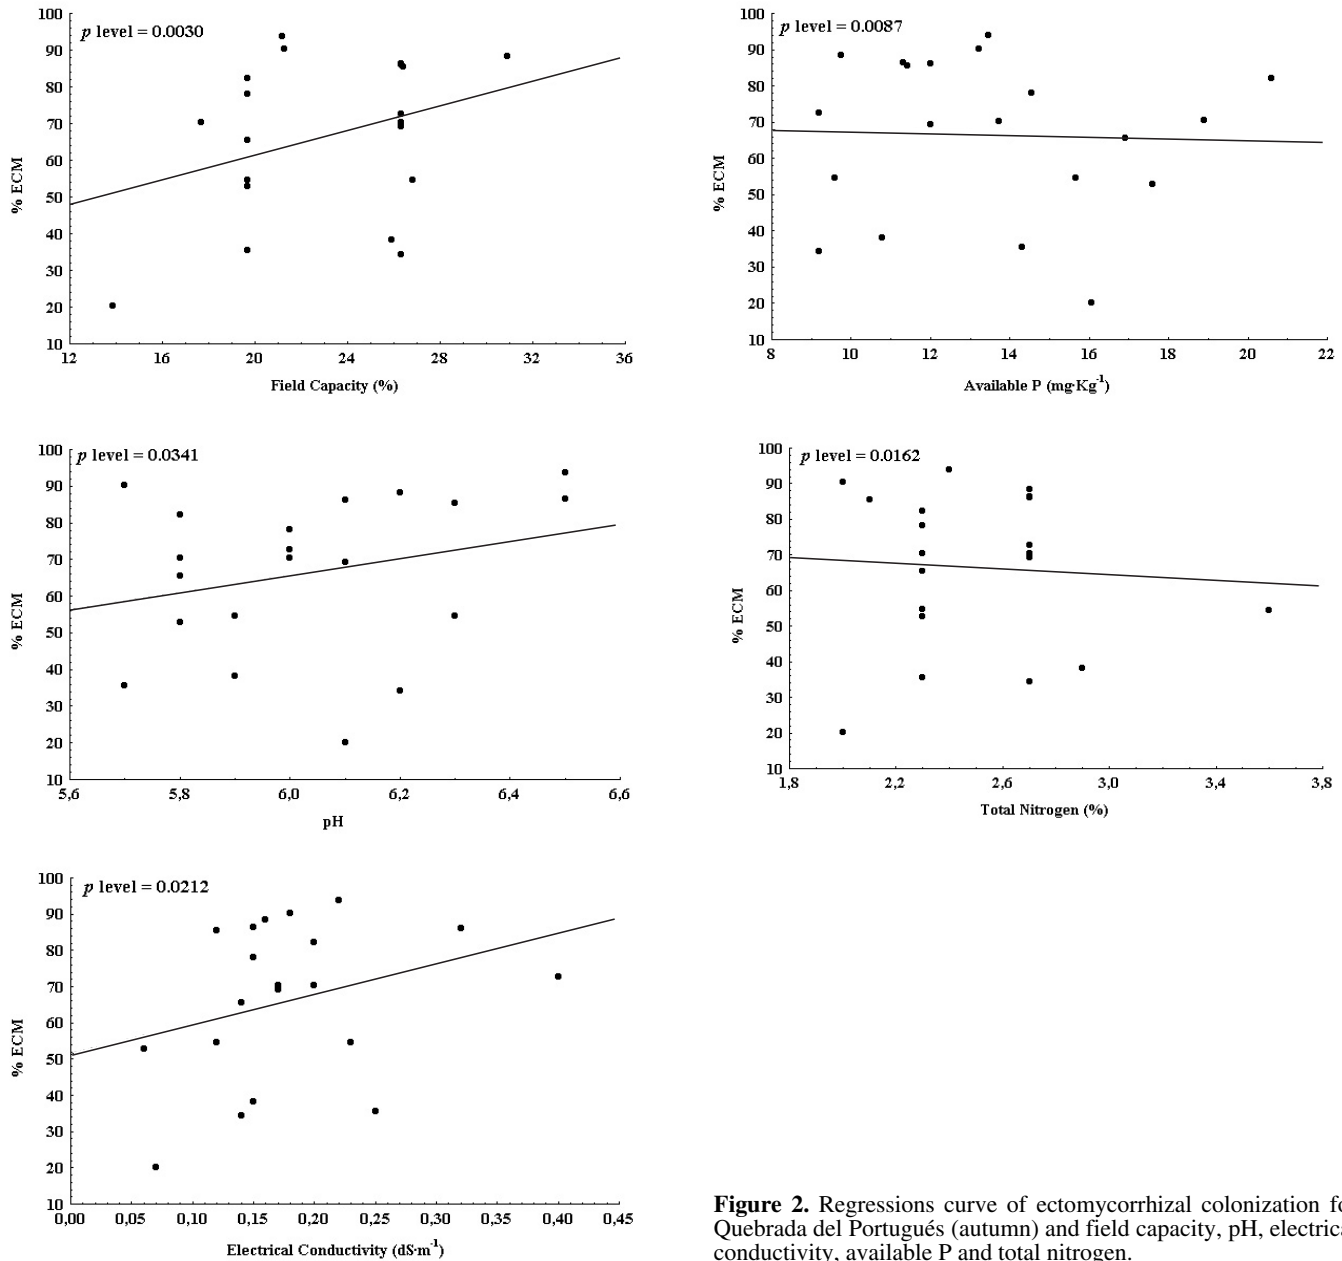 p level = 0.0030
100
90
80
70
60
50
40
30
20
10
% ECM
12 16 20 24 28 32 36
Field Capacity (%)
p level = 0.0087
100
90
80
70
60
50
40
30
20
10
% ECM
8 10 12 14 16 18 20 22
Available P (mg·Kg-1)
p level = 0.0341
100
90
80
70
60
50
40
30
20
10
% ECM
5,6 5,8 6,0 6,2 6,4 6,6
pH
p level = 0.0162
100
90
80
70
60
50
40
30
20
10
% ECM
1,8 2,2 2,6 3,0 3,4 3,8
Total Nitrogen (%)
p level = 0.0212
100
90
80
70
60
50
40
30
20
10
% ECM
0,00 0,05 0,10 0,15 0,20 0,25 0,30 0,35 0,40 0,45
Electrical Conductivity (dS·m-1)
Figure 2. Regressions curve of ectomycorrhizal colonization fo
Quebrada del Portugués (autumn) and field capacity, pH, electrica
conductivity, available P and total nitrogen.